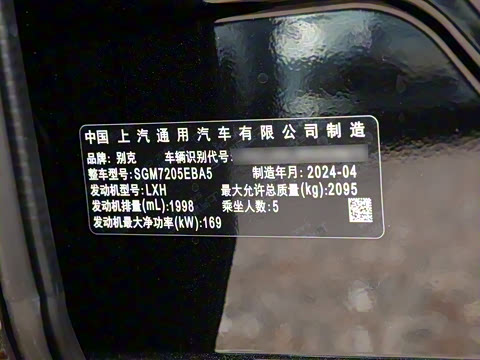 中国 上汽通用汽车有限公司制造
品牌: 别克 车辆识别代号:
整车型号:SGM7205EBA5 制造年月: 2024-04
发动机型号:LXH 最大允许总质量(kg):2095
发动机排量(mL):1998 乘坐人数:5
发动机最大净功率(kW):169